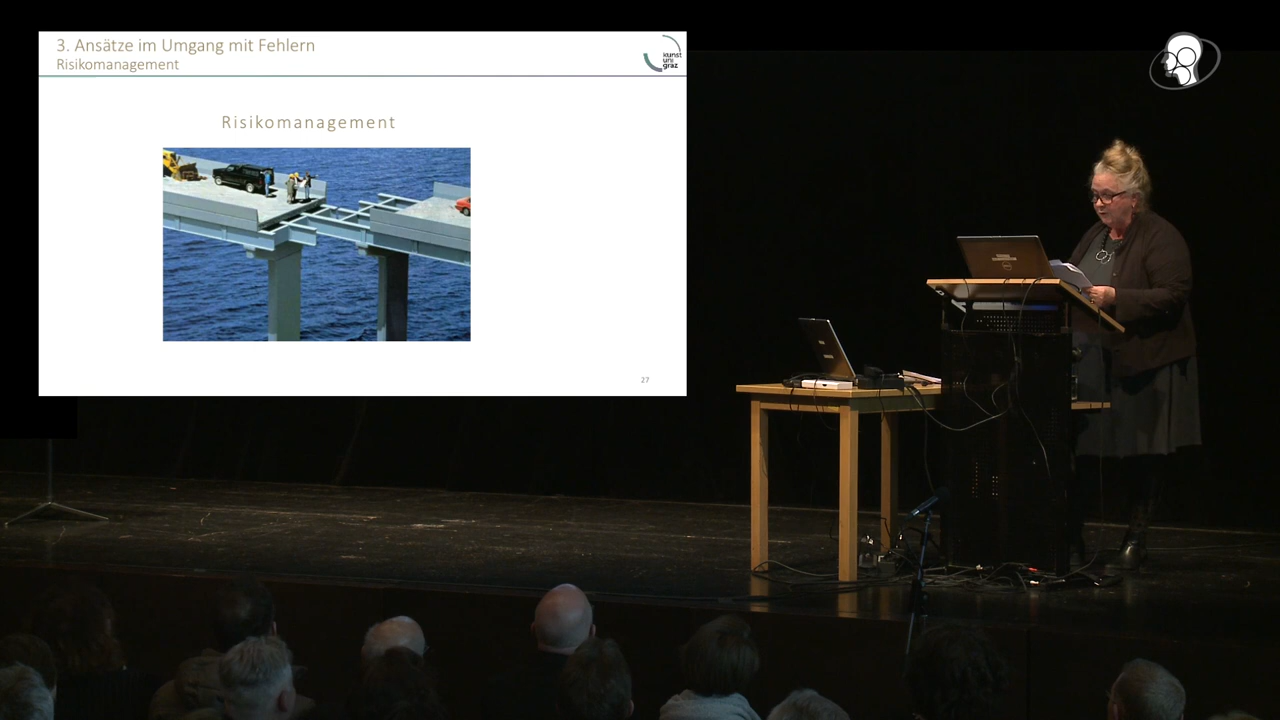 3. Ansätze im Umgang mit Fehlern
Risikomanagement
kunst
uni
graz
Risikomanagement
27